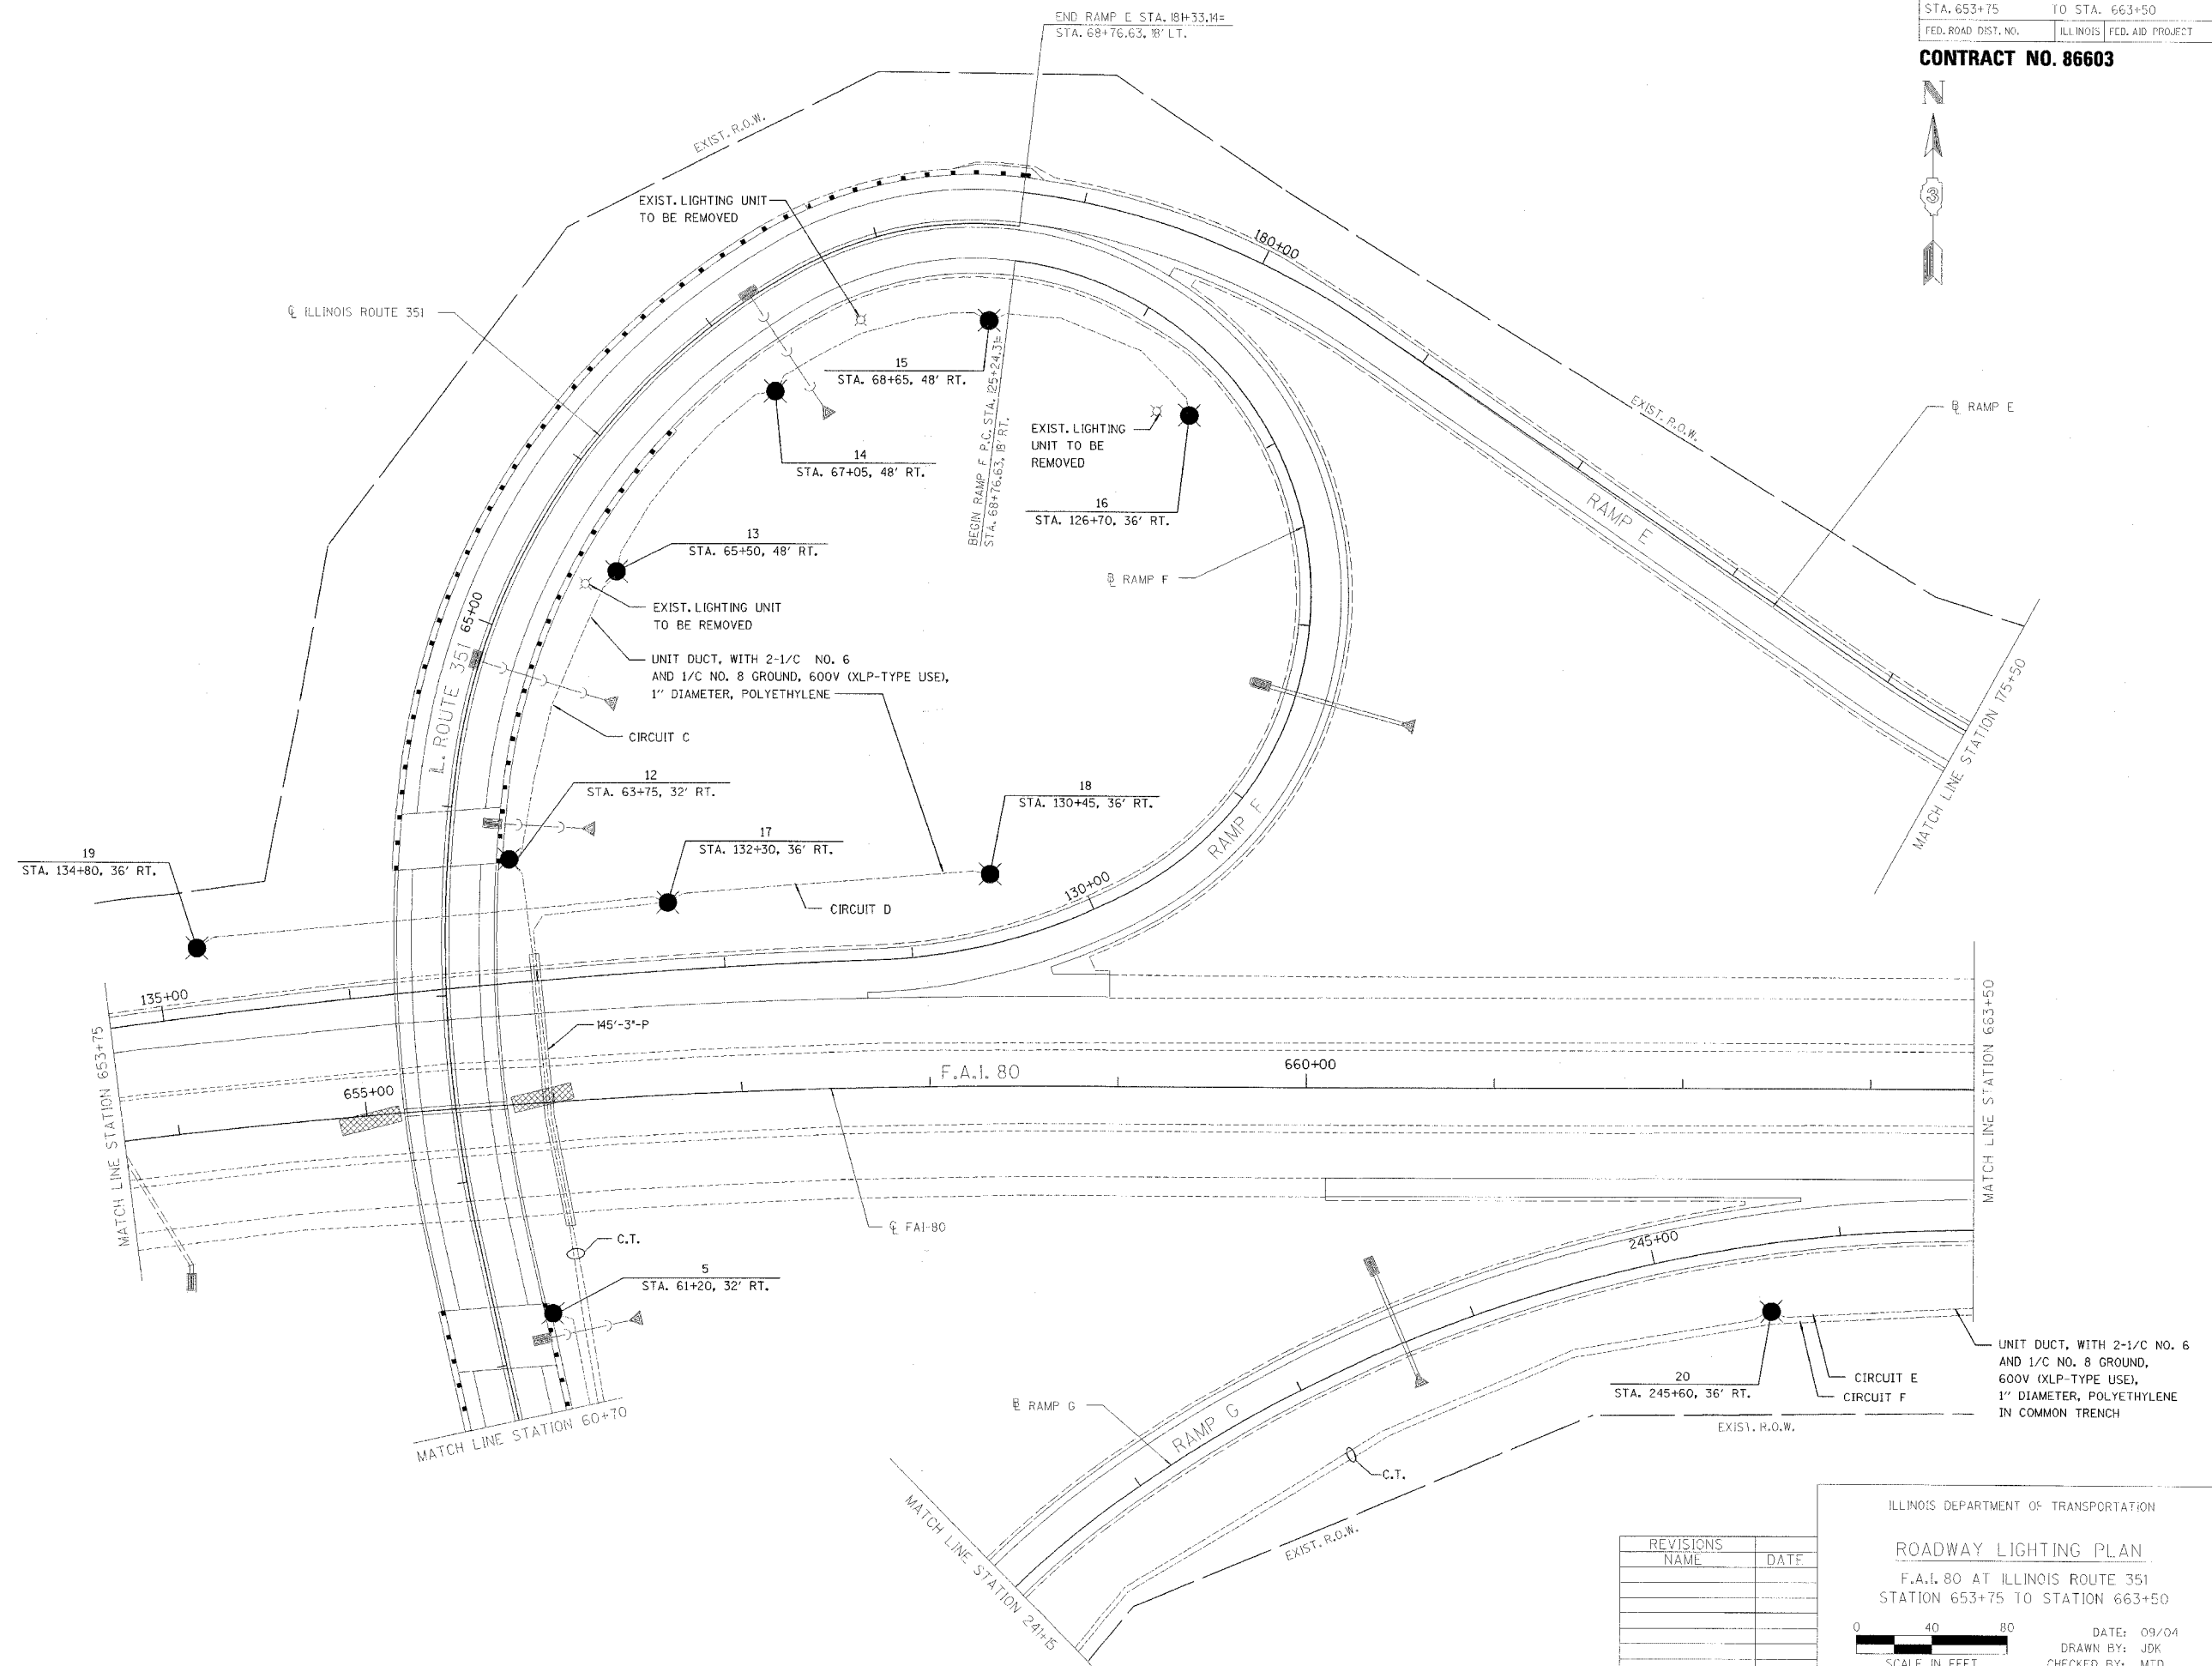 STA. 653+75 TO STA. 663+50
FED. ROAD DIST. NO. ILLINOIS FED. AID PROJECT
CONTRACT NO. 86603
N
3
END RAMP E STA. 181+33.14=
STA. 68+76.63, 18' LT.
EXIST. R.O.W.
EXIST. LIGHTING UNIT
TO BE REMOVED
180+00
℄ ILLINOIS ROUTE 351
15
STA. 68+65, 48' RT.
BEGIN RAMP F P.C. STA. 125+24.31=
STA. 68+76.63, 18' RT.
14
STA. 67+05, 48' RT.
EXIST. LIGHTING
UNIT TO BE
REMOVED
16
STA. 126+70, 36' RT.
EXIST. R.O.W.
℄ RAMP E
RAMP E
13
STA. 65+50, 48' RT.
℄ RAMP F
EXIST. LIGHTING UNIT
TO BE REMOVED
65+00
IL. ROUTE 351
UNIT DUCT, WITH 2-1/C NO. 6
AND 1/C NO. 8 GROUND, 600V (XLP-TYPE USE),
1" DIAMETER, POLYETHYLENE
CIRCUIT C
MATCH LINE STATION 175+50
12
STA. 63+75, 32' RT.
18
STA. 130+45, 36' RT.
17
STA. 132+30, 36' RT.
RAMP F
19
STA. 134+80, 36' RT.
130+00
CIRCUIT D
135+00
MATCH LINE STATION 653+75
145'-3"-P
655+00
F.A.I. 80
660+00
MATCH LINE STATION 663+50
℄ FAI-80
C.T.
5
STA. 61+20, 32' RT.
245+00
MATCH LINE STATION 60+70
20
STA. 245+60, 36' RT.
CIRCUIT E
CIRCUIT F
UNIT DUCT, WITH 2-1/C NO. 6
AND 1/C NO. 8 GROUND,
600V (XLP-TYPE USE),
1" DIAMETER, POLYETHYLENE
IN COMMON TRENCH
EXIST. R.O.W.
℄ RAMP G
RAMP G
C.T.
EXIST. R.O.W.
MATCH LINE STATION 241+15
REVISIONS
NAME DATE
ILLINOIS DEPARTMENT OF TRANSPORTATION
ROADWAY LIGHTING PLAN
F.A.I. 80 AT ILLINOIS ROUTE 351
STATION 653+75 TO STATION 663+50
0 40 80
SCALE IN FEET
DATE: 09/04
DRAWN BY: JDK
CHECKED BY: MTD